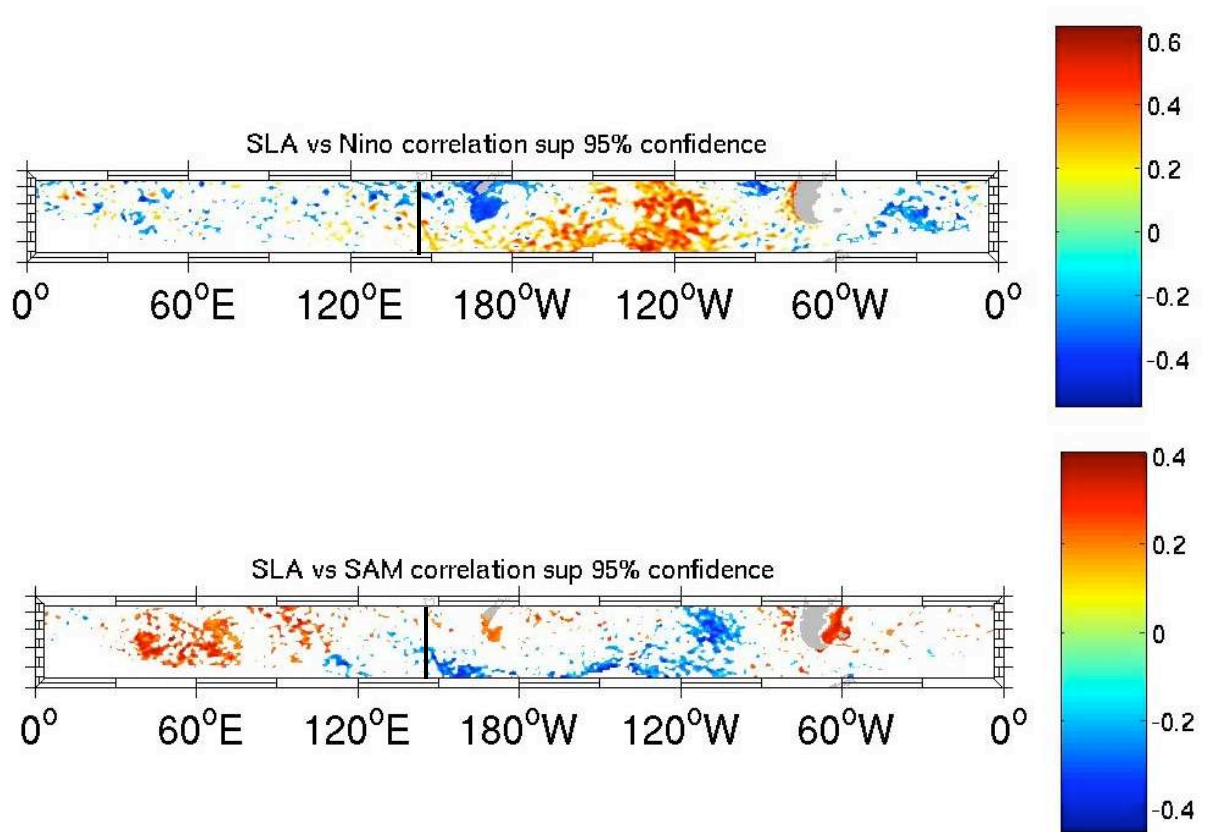 SLA vs Nino correlation sup 95% confidence
0° 60°E 120°E 180°W 120°W 60°W 0°
0.6
0.4
0.2
0
-0.2
-0.4
SLA vs SAM correlation sup 95% confidence
0° 60°E 120°E 180°W 120°W 60°W 0°
0.4
0.2
0
-0.2
-0.4